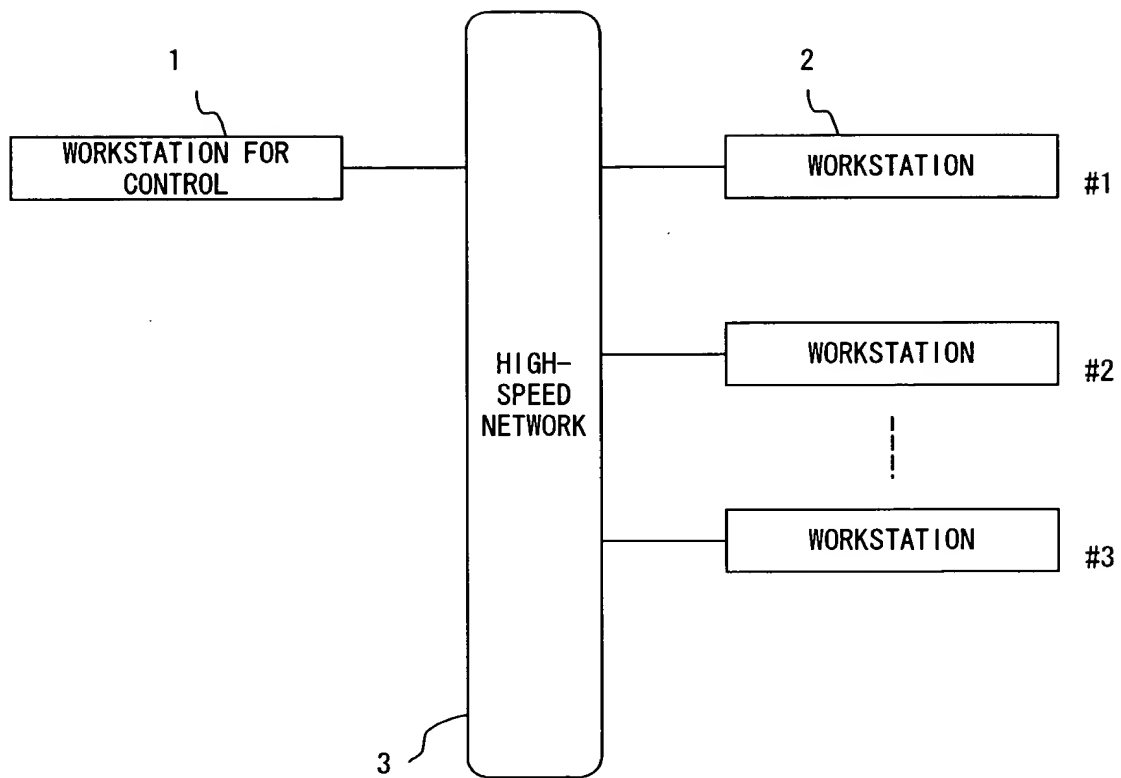 1
2
WORKSTATION FOR
CONTROL
WORKSTATION
#1
WORKSTATION
#2
HIGH-
SPEED
NETWORK
WORKSTATION
#3
3